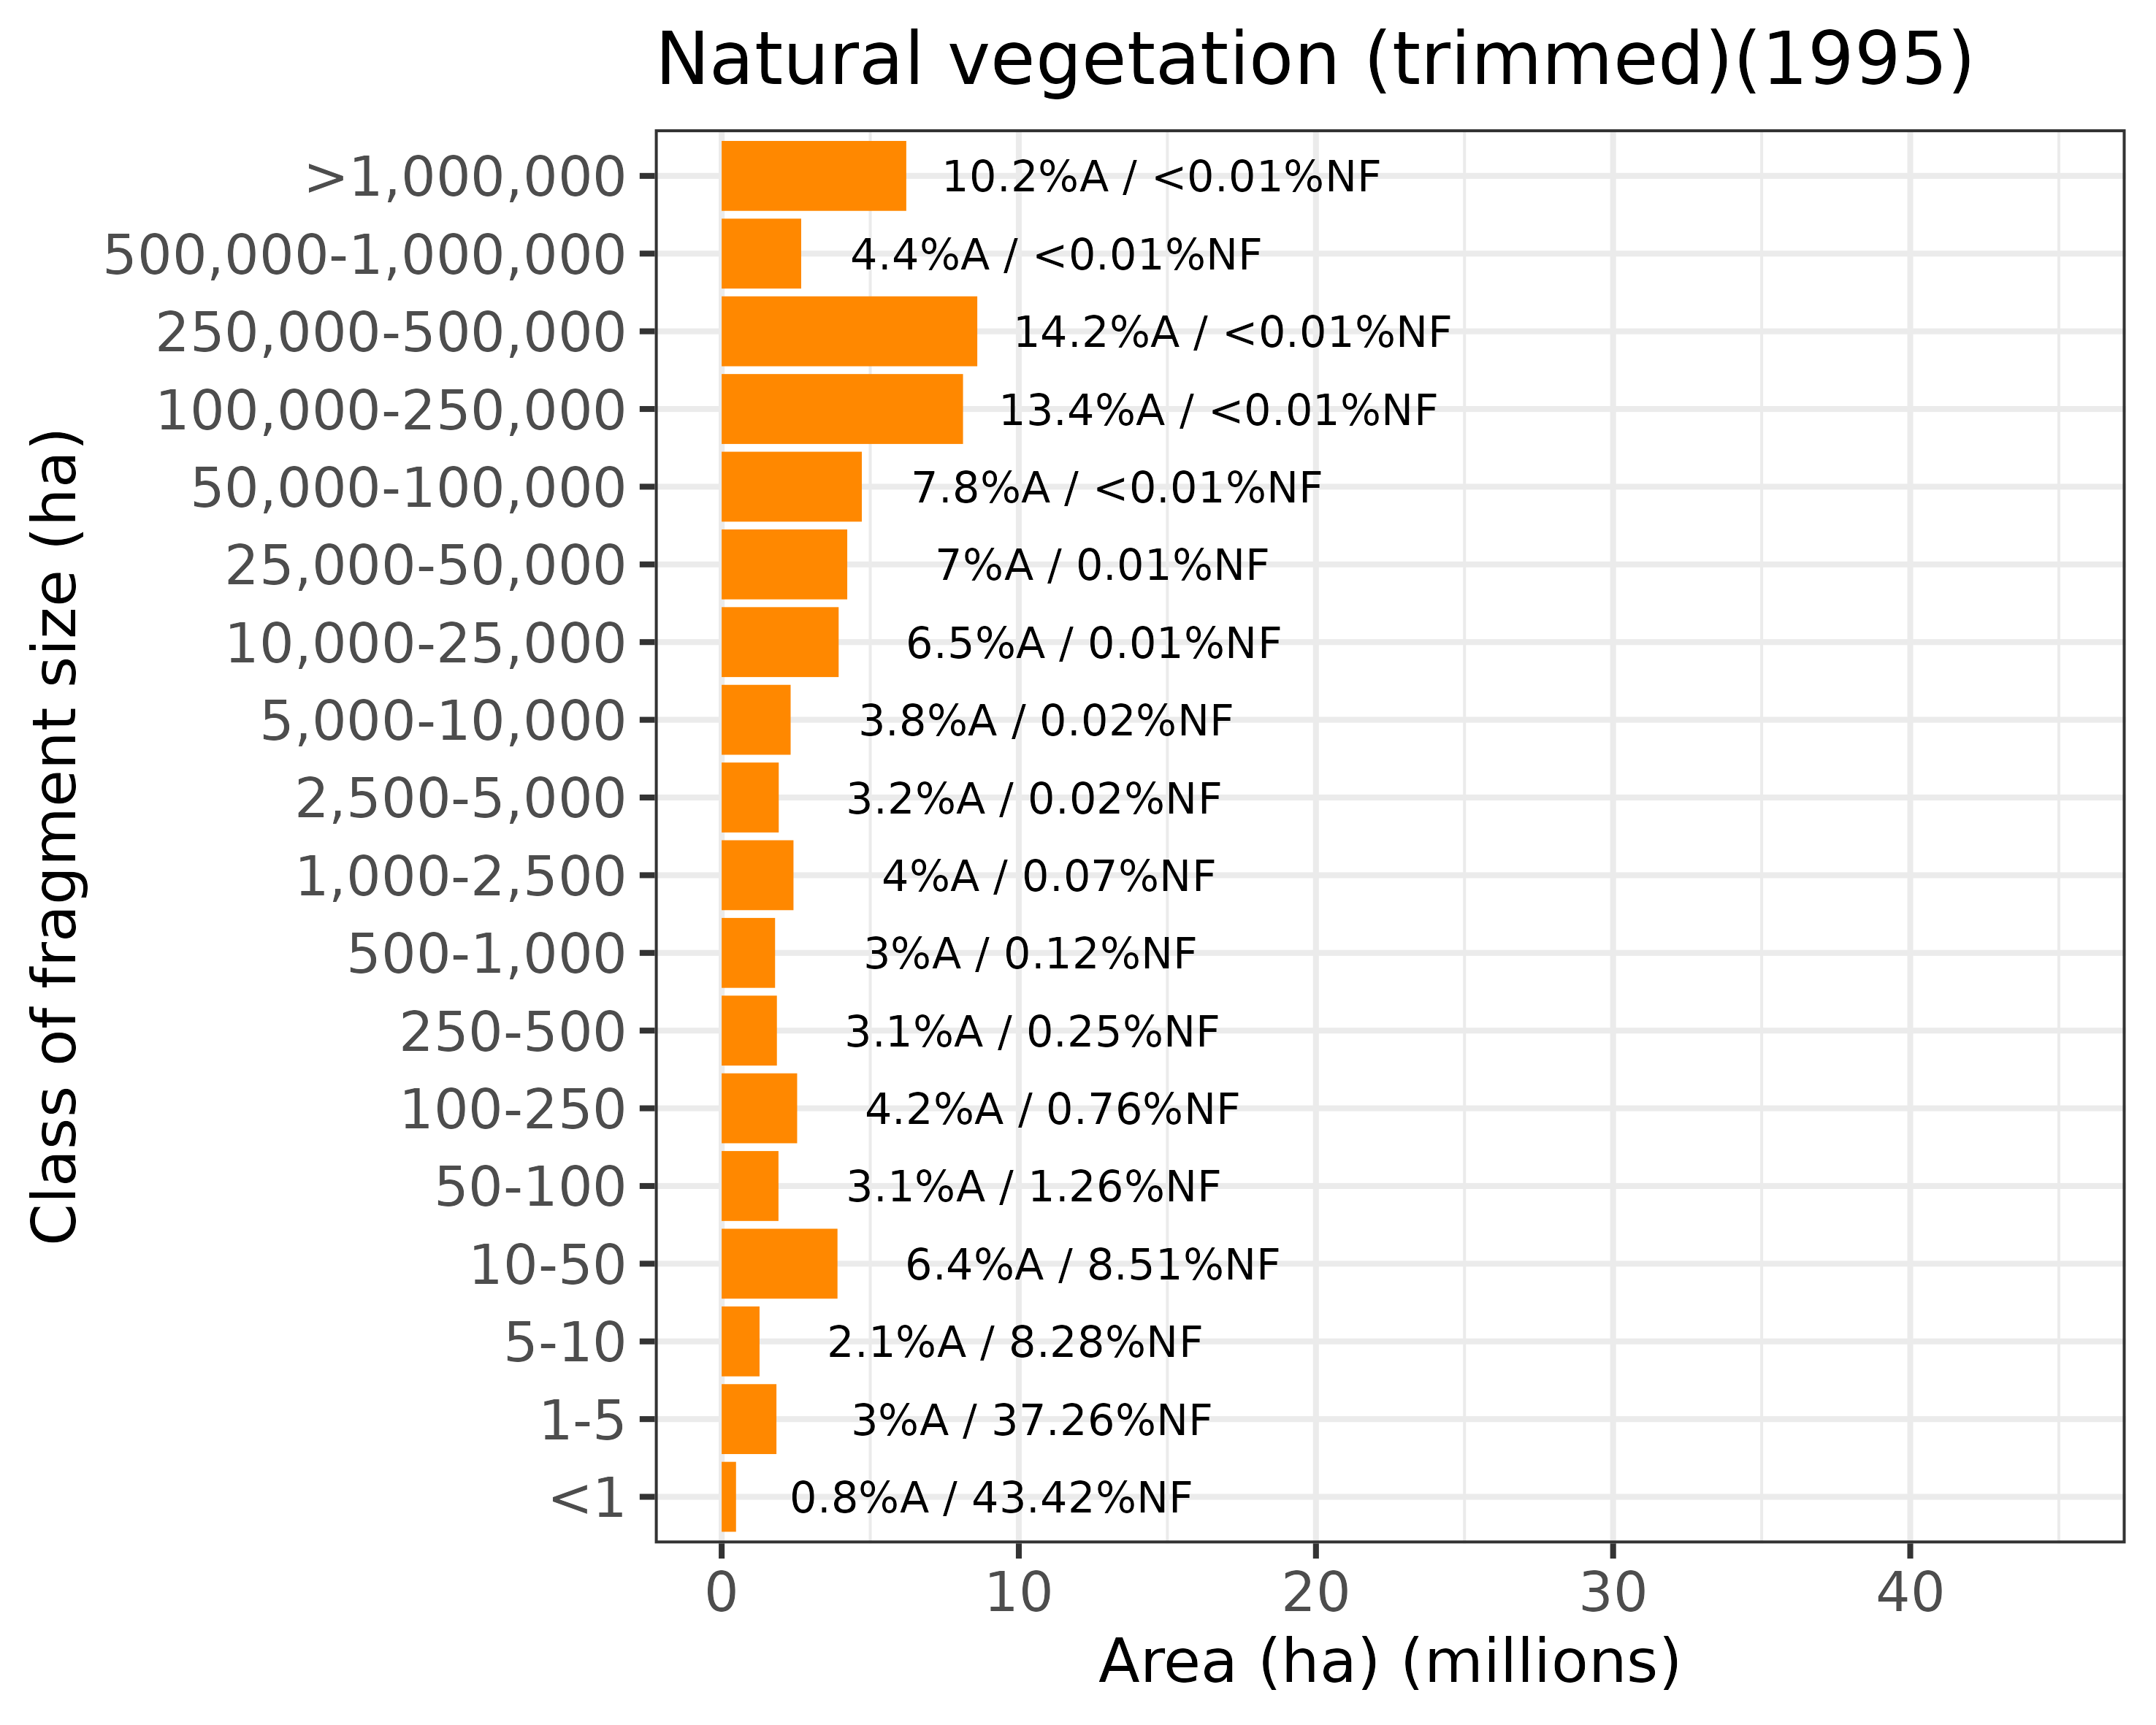 Natural vegetation (trimmed)(1995)
Class of fragment size (ha)
>1,000,000 10.2%A / <0.01%NF
500,000-1,000,000 4.4%A / <0.01%NF
250,000-500,000 14.2%A / <0.01%NF
100,000-250,000 13.4%A / <0.01%NF
50,000-100,000 7.8%A / <0.01%NF
25,000-50,000 7%A / 0.01%NF
10,000-25,000 6.5%A / 0.01%NF
5,000-10,000 3.8%A / 0.02%NF
2,500-5,000 3.2%A / 0.02%NF
1,000-2,500 4%A / 0.07%NF
500-1,000 3%A / 0.12%NF
250-500 3.1%A / 0.25%NF
100-250 4.2%A / 0.76%NF
50-100 3.1%A / 1.26%NF
10-50 6.4%A / 8.51%NF
5-10 2.1%A / 8.28%NF
1-5 3%A / 37.26%NF
<1 0.8%A / 43.42%NF
0 10 20 30 40
Area (ha) (millions)